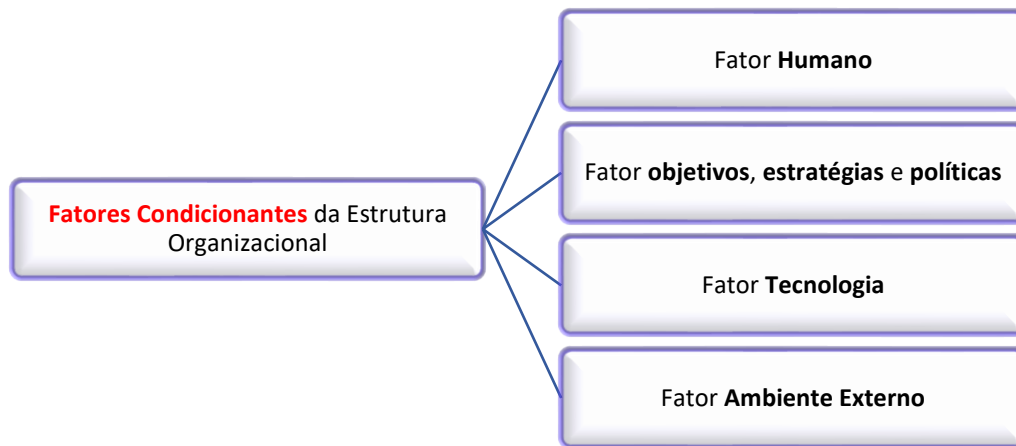 Fator Humano
Fator objetivos, estratégias e políticas
Fatores Condicionantes da Estrutura
Organizacional
Fator Tecnologia
Fator Ambiente Externo